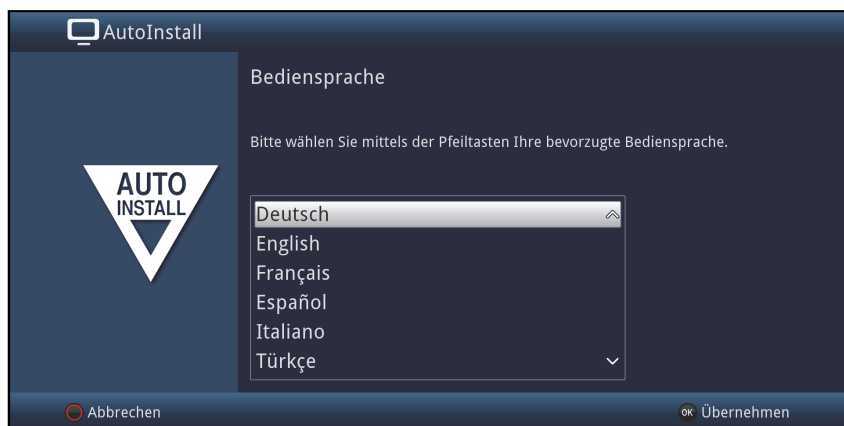 AutoInstall
Bediensprache
Bitte wählen Sie mittels der Pfeiltasten Ihre bevorzugte Bediensprache.
AUTO
INSTALL
Deutsch
English
Français
Español
Italiano
Türkçe
Abbrechen
OK Übernehmen